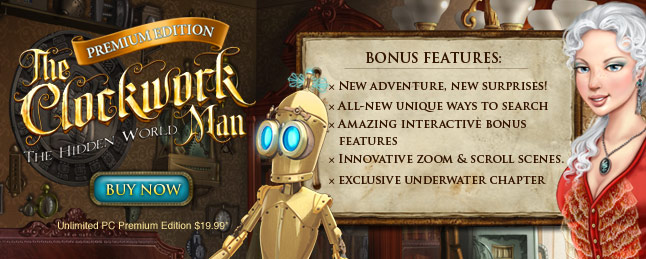 PREMIUM EDITION
The
Clockwork
Man
THE HIDDEN WORLD
BUY NOW
Unlimited PC Premium Edition $19.99*
BONUS FEATURES:
× NEW ADVENTURE, NEW SURPRISES!
× ALL-NEW UNIQUE WAYS TO SEARCH
× AMAZING INTERACTIVE BONUS
FEATURES
× INNOVATIVE ZOOM & SCROLL SCENES.
× EXCLUSIVE UNDERWATER CHAPTER